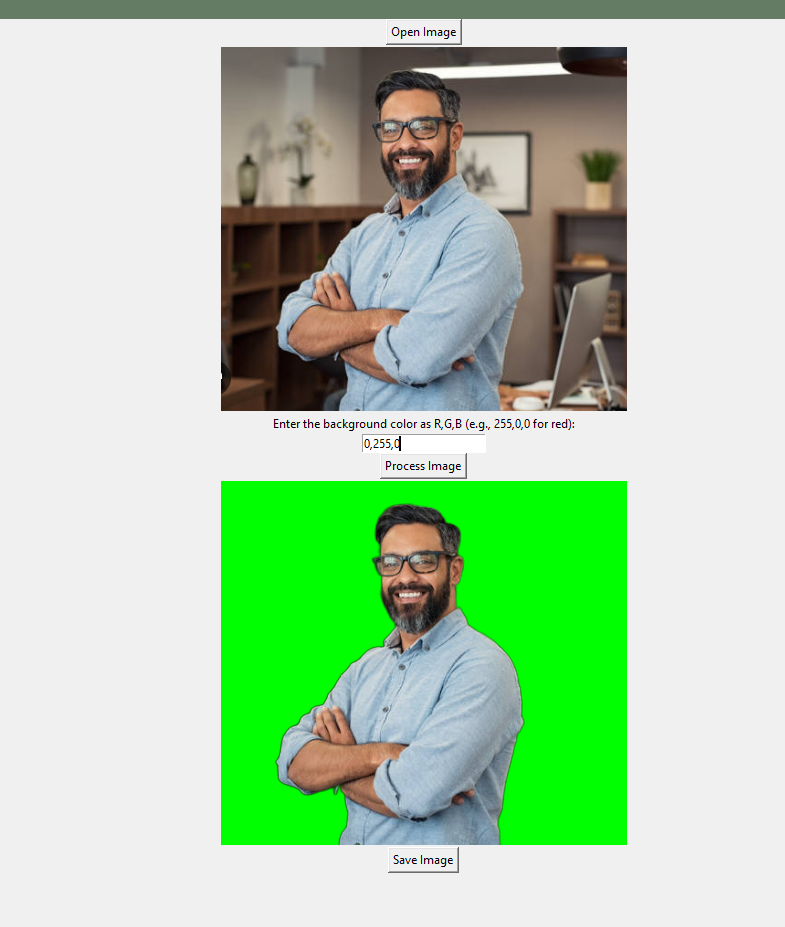 Open Image
Enter the background color as R,G,B (e.g., 255,0,0 for red):
0,255,0
Process Image
Save Image